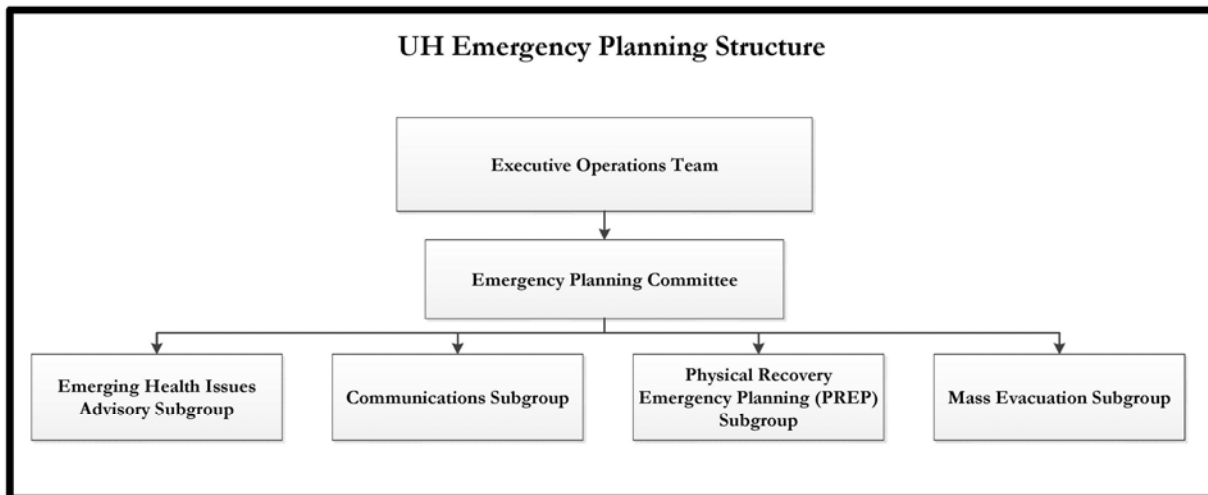 UH Emergency Planning Structure
Executive Operations Team
Emergency Planning Committee
Emerging Health Issues
Advisory Subgroup
Communications Subgroup
Physical Recovery
Emergency Planning (PREP)
Subgroup
Mass Evacuation Subgroup